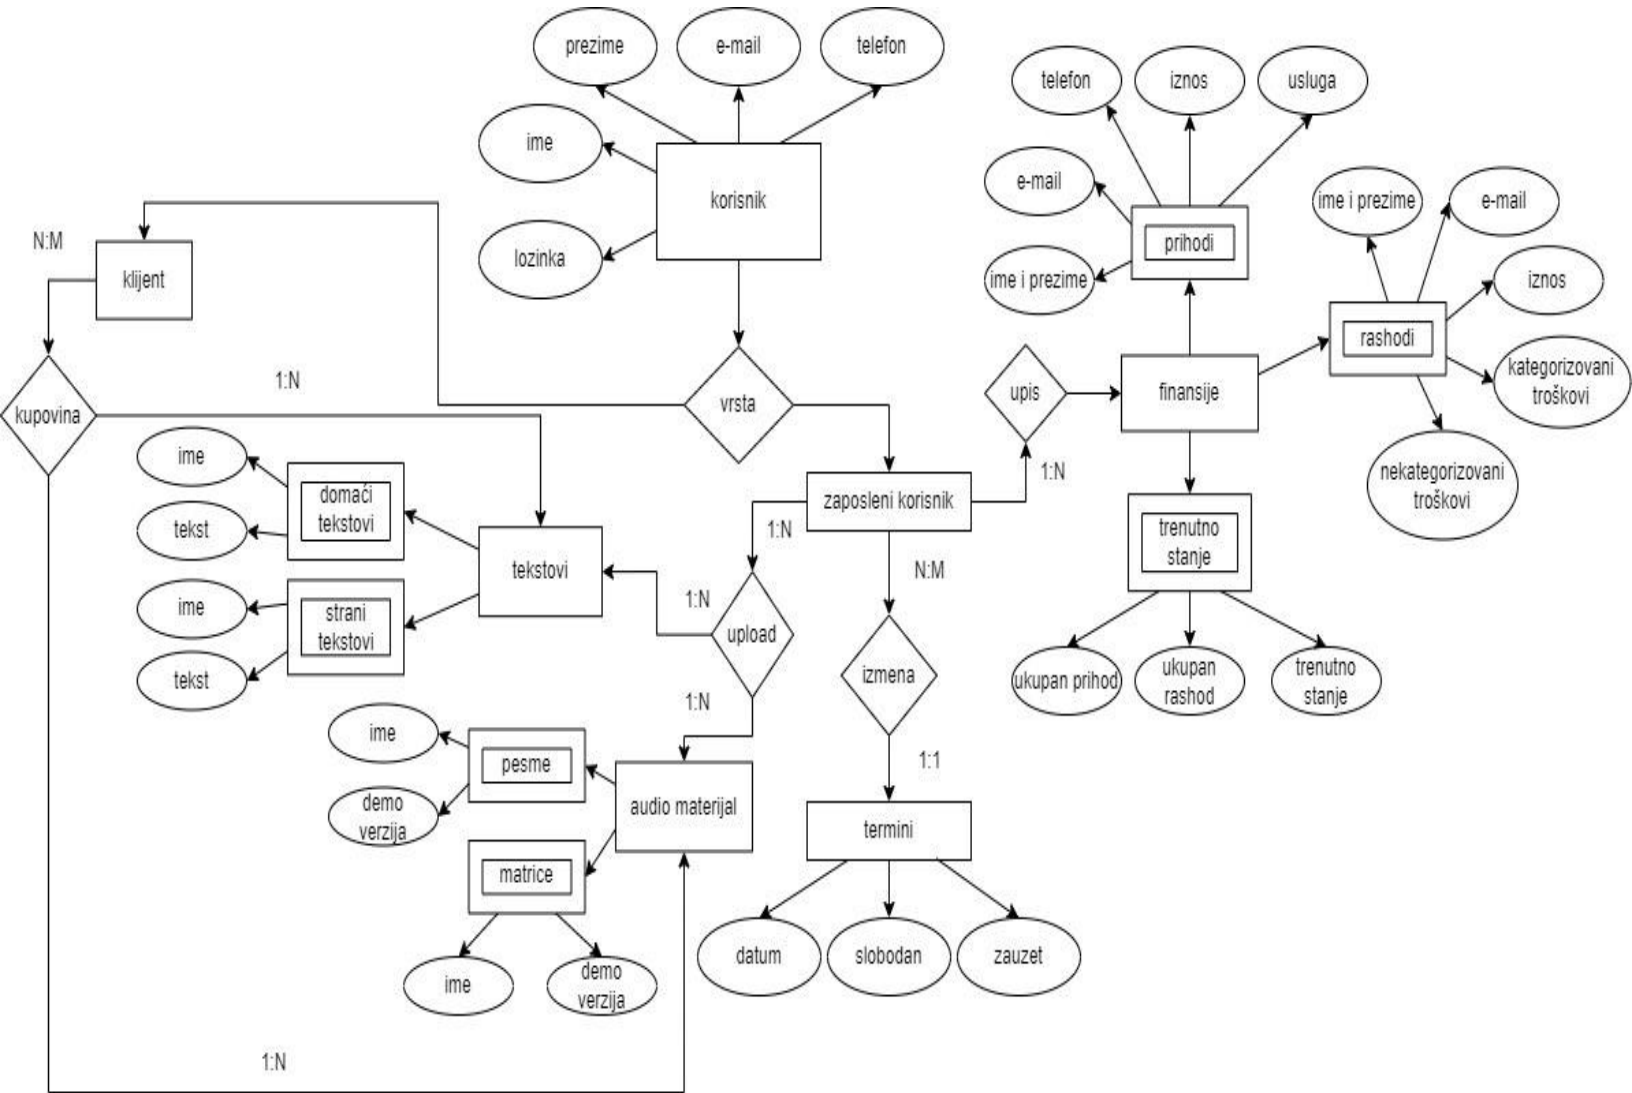 prezime
e-mail
telefon
ime
korisnik
lozinka
telefon
iznos
usluga
e-mail
prihodi
ime i prezime
ime i prezime
e-mail
iznos
rashodi
kategorizovani
troškovi
nekategorizovani
troškovi
N:M
klijent
kupovina
1:N
vrsta
upis
finansije
1:N
zaposleni korisnik
1:N
N:M
trenutno
stanje
ukupan prihod
ukupan
rashod
trenutno
stanje
ime
domaći
tekstovi
tekst
tekstovi
ime
strani
tekstovi
tekst
1:N
upload
1:N
izmena
1:1
ime
pesme
demo
verzija
audio materijal
matrice
ime
demo
verzija
termini
datum
slobodan
zauzet
1:N